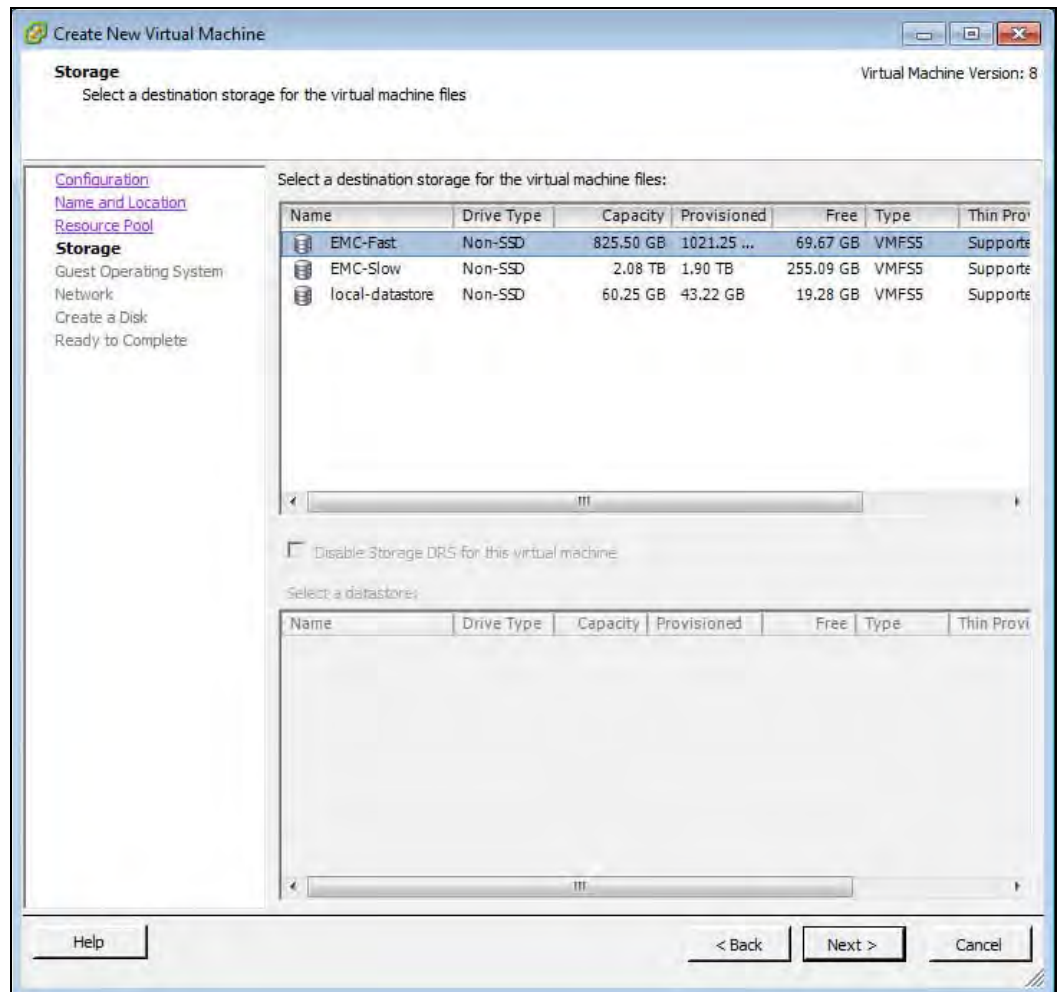 Create New Virtual Machine
Storage
Virtual Machine Version: 8
Select a destination storage for the virtual machine files
Configuration
Name and Location
Resource Pool
Storage
Guest Operating System
Network
Create a Disk
Ready to Complete
Select a destination storage for the virtual machine files:
Name Drive Type Capacity Provisioned Free Type Thin Prov
EMC-Fast Non-SSD 825.50 GB 1021.25 ... 69.67 GB VMFS5 Supporte
EMC-Slow Non-SSD 2.08 TB 1.90 TB 255.09 GB VMFS5 Supporte
local-datastore Non-SSD 60.25 GB 43.22 GB 19.28 GB VMFS5 Supporte
Disable Storage DRS for this virtual machine
Select a datastore:
Name Drive Type Capacity Provisioned Free Type Thin Provi
Help < Back Next > Cancel